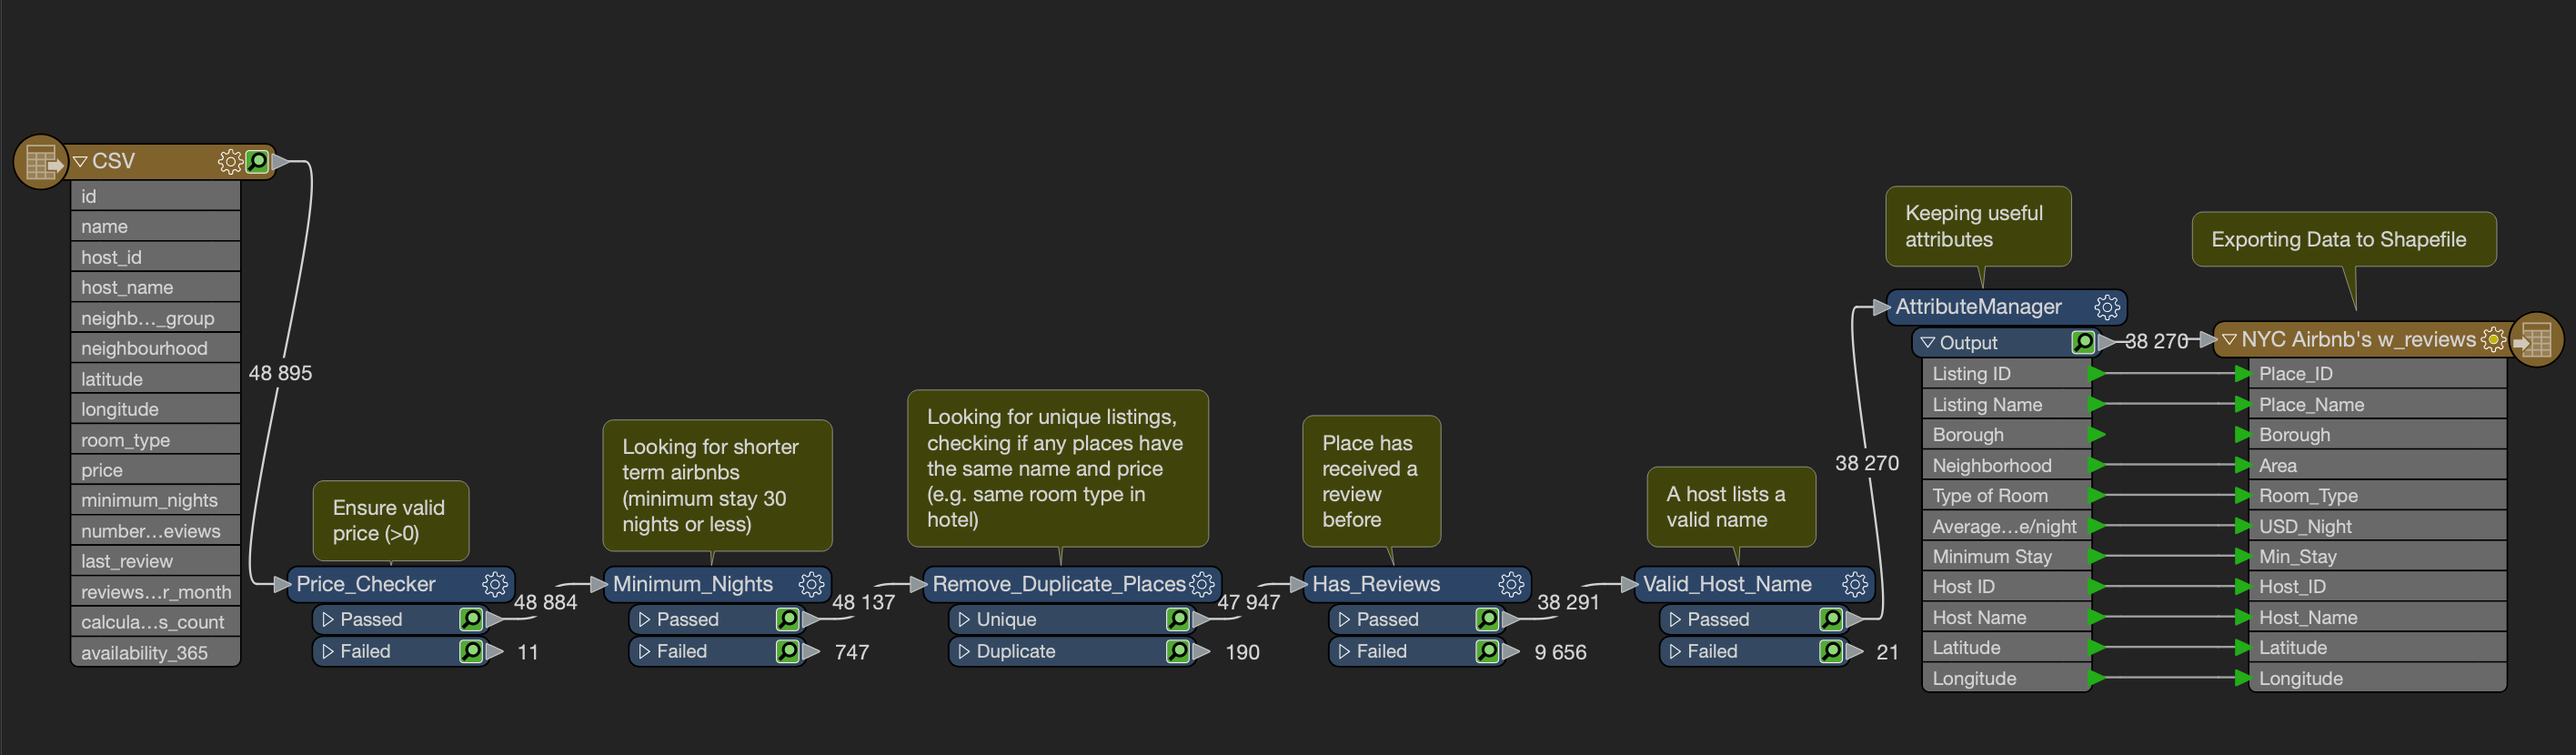 CSV
id
name
host_id
host_name
neighb..._group
neighbourhood
latitude
longitude
room_type
price
minimum_nights
number...eviews
last_review
reviews...r_month
calcula...s_count
availability_365
48 895
Ensure valid
price (>0)
Price_Checker
Passed
48 884
Failed
11
Looking for shorter
term airbnbs
(minimum stay 30
nights or less)
Minimum_Nights
Passed
48 137
Failed
747
Looking for unique listings,
checking if any places have
the same name and price
(e.g. same room type in
hotel)
Remove_Duplicate_Places
Unique
47 947
Duplicate
190
Place has
received a
review
before
Has_Reviews
Passed
38 291
Failed
9 656
A host lists a
valid name
Valid_Host_Name
Passed
38 270
Failed
21
Keeping useful
attributes
AttributeManager
Output
38 270
Listing ID
Listing Name
Borough
Neighborhood
Type of Room
Average...e/night
Minimum Stay
Host ID
Host Name
Latitude
Longitude
Exporting Data to Shapefile
NYC Airbnb's w_reviews
Place_ID
Place_Name
Borough
Area
Room_Type
USD_Night
Min_Stay
Host_ID
Host_Name
Latitude
Longitude